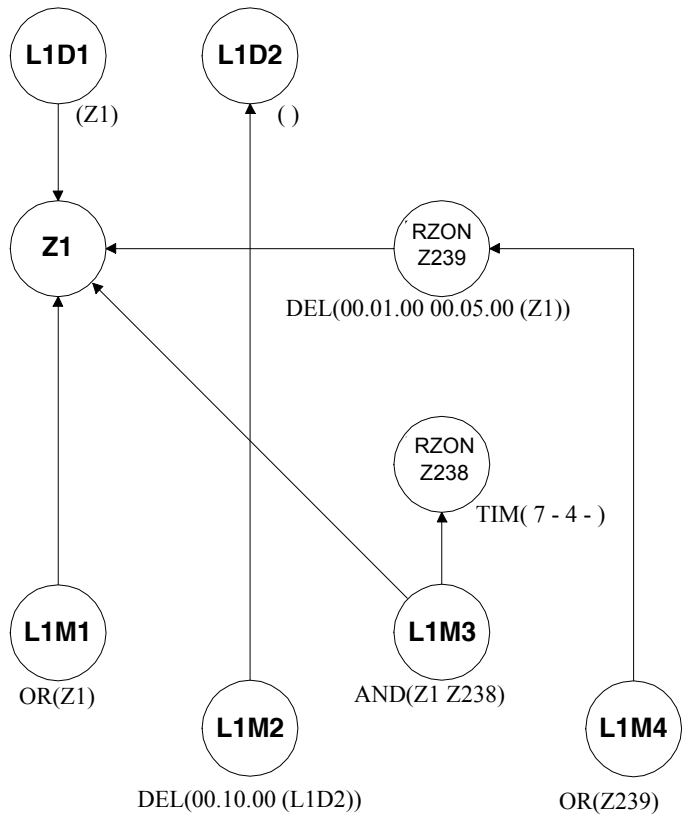 L1D1
L1D2
(Z1)
( )
Z1
RZON
Z239
DEL(00.01.00 00.05.00 (Z1))
RZON
Z238
TIM( 7 - 4 - )
L1M1
L1M3
OR(Z1)
AND(Z1 Z238)
L1M2
L1M4
DEL(00.10.00 (L1D2))
OR(Z239)